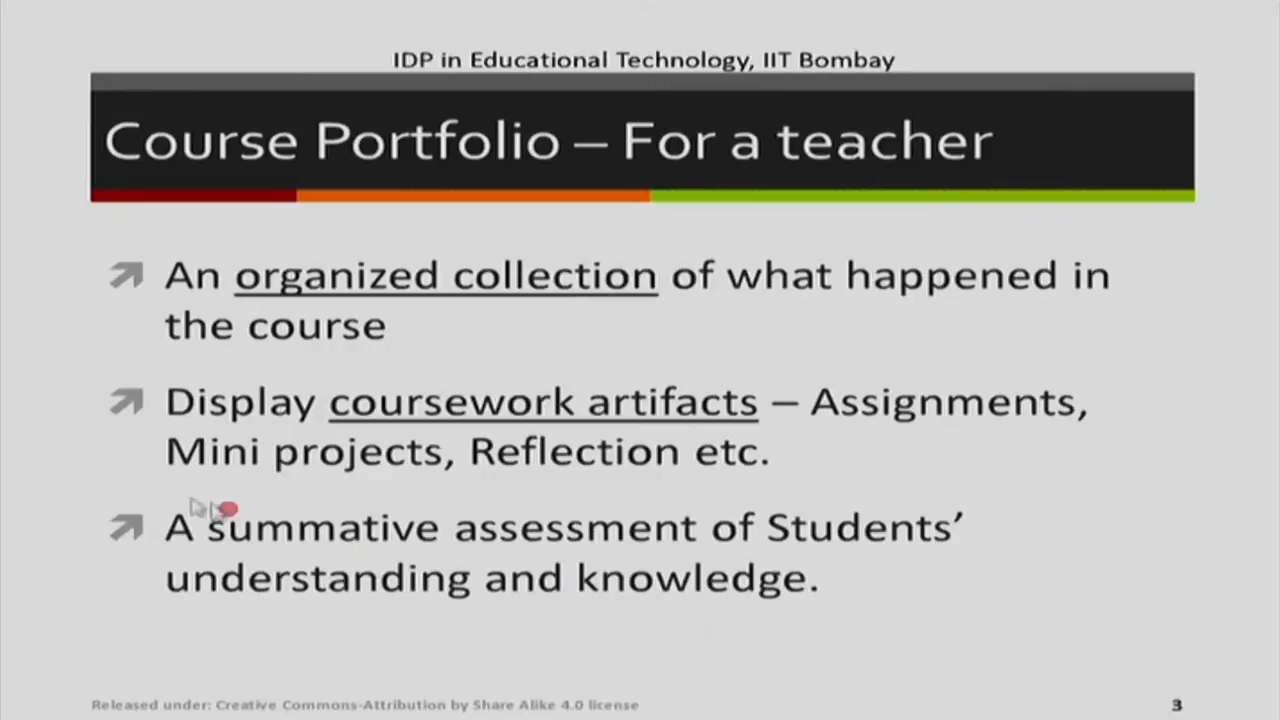 IDP in Educational Technology, IIT Bombay
Course Portfolio – For a teacher
An organized collection of what happened in
the course
Display coursework artifacts – Assignments,
Mini projects, Reflection etc.
A summative assessment of Students’
understanding and knowledge.
Released under: Creative Commons-Attribution by Share Alike 4.0 license
3